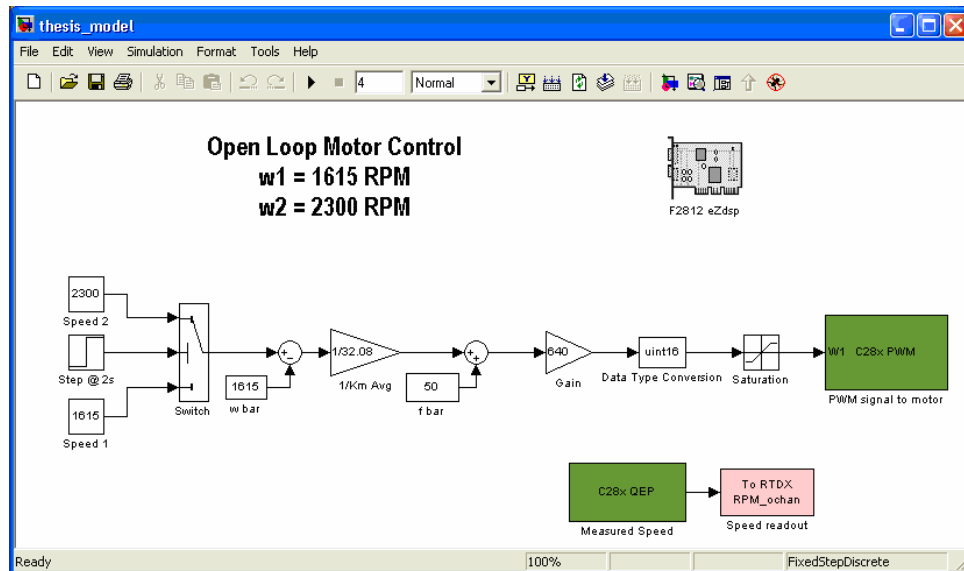 thesis_model
File Edit View Simulation Format Tools Help
4 Normal
Open Loop Motor Control
w1 = 1615 RPM
w2 = 2300 RPM
F2812 eZdsp
2300
Speed 2
Step @ 2s
1615
Speed 1
Switch
1615
w bar
1/32.08
1/Km Avg
50
f bar
640
Gain
uint16
Data Type Conversion
Saturation
W1 C28x PWM
PWM signal to motor
C28x QEP
Measured Speed
To RTDX
RPM_ochan
Speed readout
Ready 100% FixedStepDiscrete